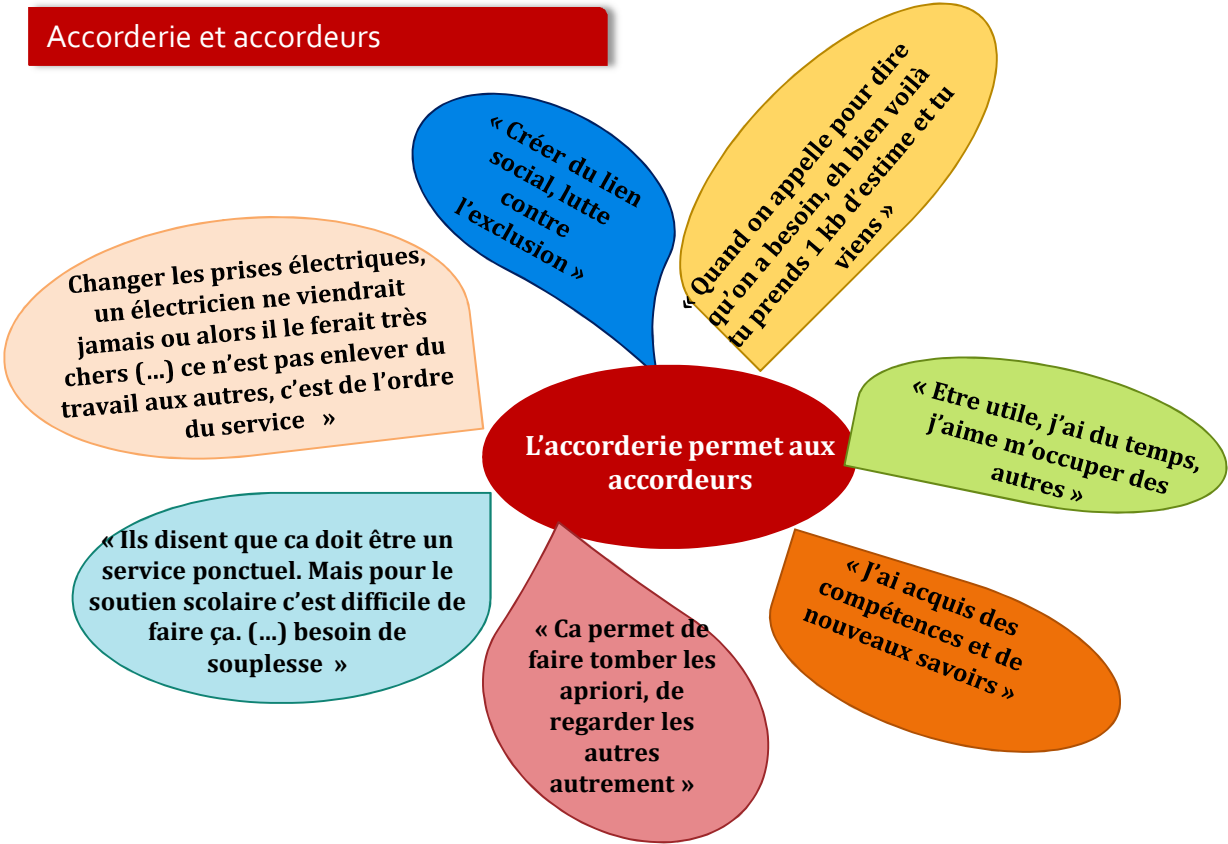 Accorderie et accordeurs
« Créer du lien
social, lutte
contre
l’exclusion »
« Quand on appelle pour dire
qu’on a besoin, eh bien voilà
tu prends 1 kb d’estime et tu
viens »
Changer les prises électriques,
un électricien ne viendrait
jamais ou alors il le ferait très
chers (…) ce n’est pas enlever du
travail aux autres, c’est de l’ordre
du service »
« Etre utile, j’ai du temps,
j’aime m’occuper des
autres »
L’accorderie permet aux
accordeurs
« Ils disent que ca doit être un
service ponctuel. Mais pour le
soutien scolaire c’est difficile de
faire ça. (…) besoin de
souplesse »
« J’ai acquis des
compétences et de
nouveaux savoirs »
« Ca permet de
faire tomber les
apriori, de
regarder les
autres
autrement »